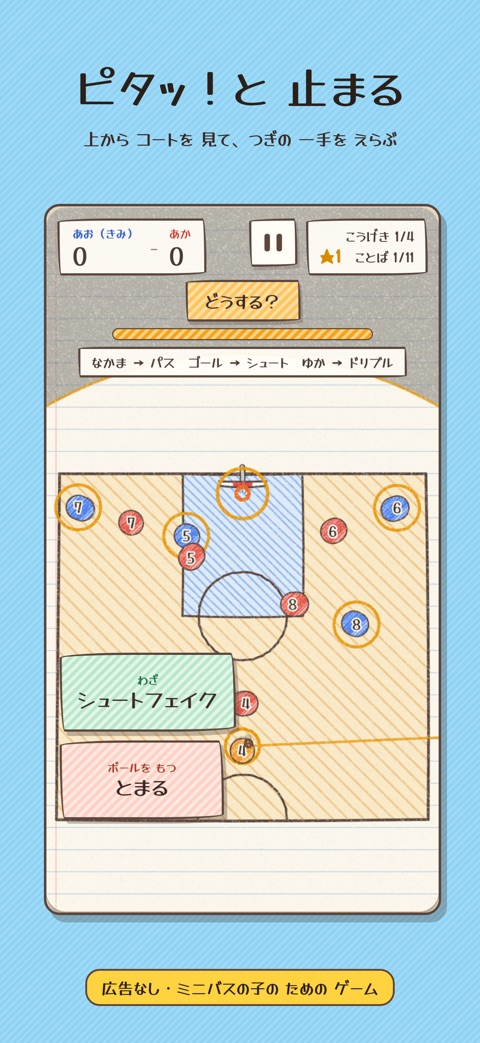 ピタッ！と 止まる
上から コートを 見て、つぎの 一手を えらぶ
あお（きみ） あか
0 – 0
こうげき 1/4
★1 ことば 1/11
どうする？
なかま → パス ゴール → シュート ゆか → ドリブル
7
7
5
5
6
6
8
8
わざ
シュートフェイク
4
ボールを もつ
とまる
4
広告なし・ミニバスの子の ための ゲーム